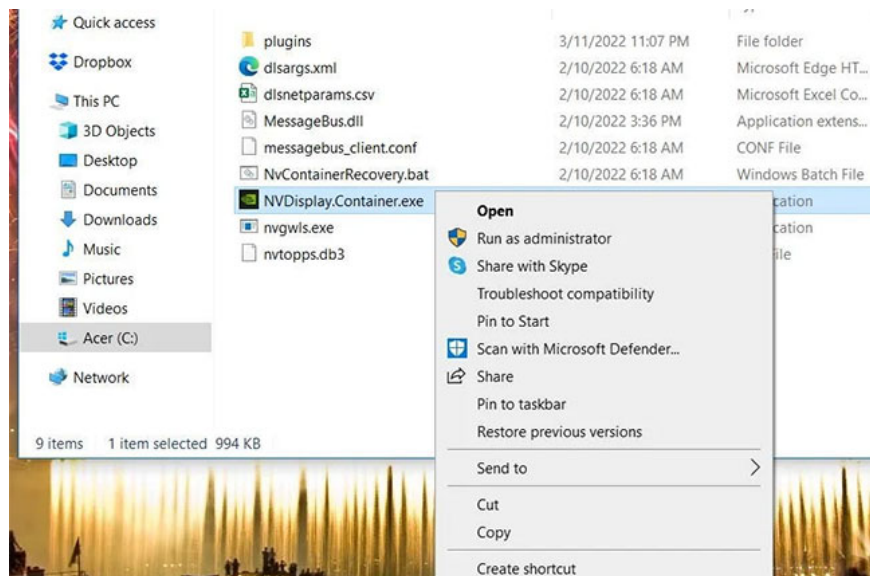 Quick access
Dropbox
This PC
3D Objects
Desktop
Documents
Downloads
Music
Pictures
Videos
Acer (C:)
Network
plugins 3/11/2022 11:07 PM File folder
dlsargs.xml 2/10/2022 6:18 AM Microsoft Edge HT...
dlsnetparams.csv 2/10/2022 6:18 AM Microsoft Excel Co...
MessageBus.dll 2/10/2022 3:36 PM Application extens...
messagebus_client.conf 2/10/2022 6:18 AM CONF File
NvContainerRecovery.bat 2/10/2022 6:18 AM Windows Batch File
NVDisplay.Container.exe cation
nvgwls.exe cation
nvtopps.db3 ile
Open
Run as administrator
Share with Skype
Troubleshoot compatibility
Pin to Start
Scan with Microsoft Defender...
Share
Pin to taskbar
Restore previous versions
Send to
Cut
Copy
Create shortcut
9 items 1 item selected 994 KB